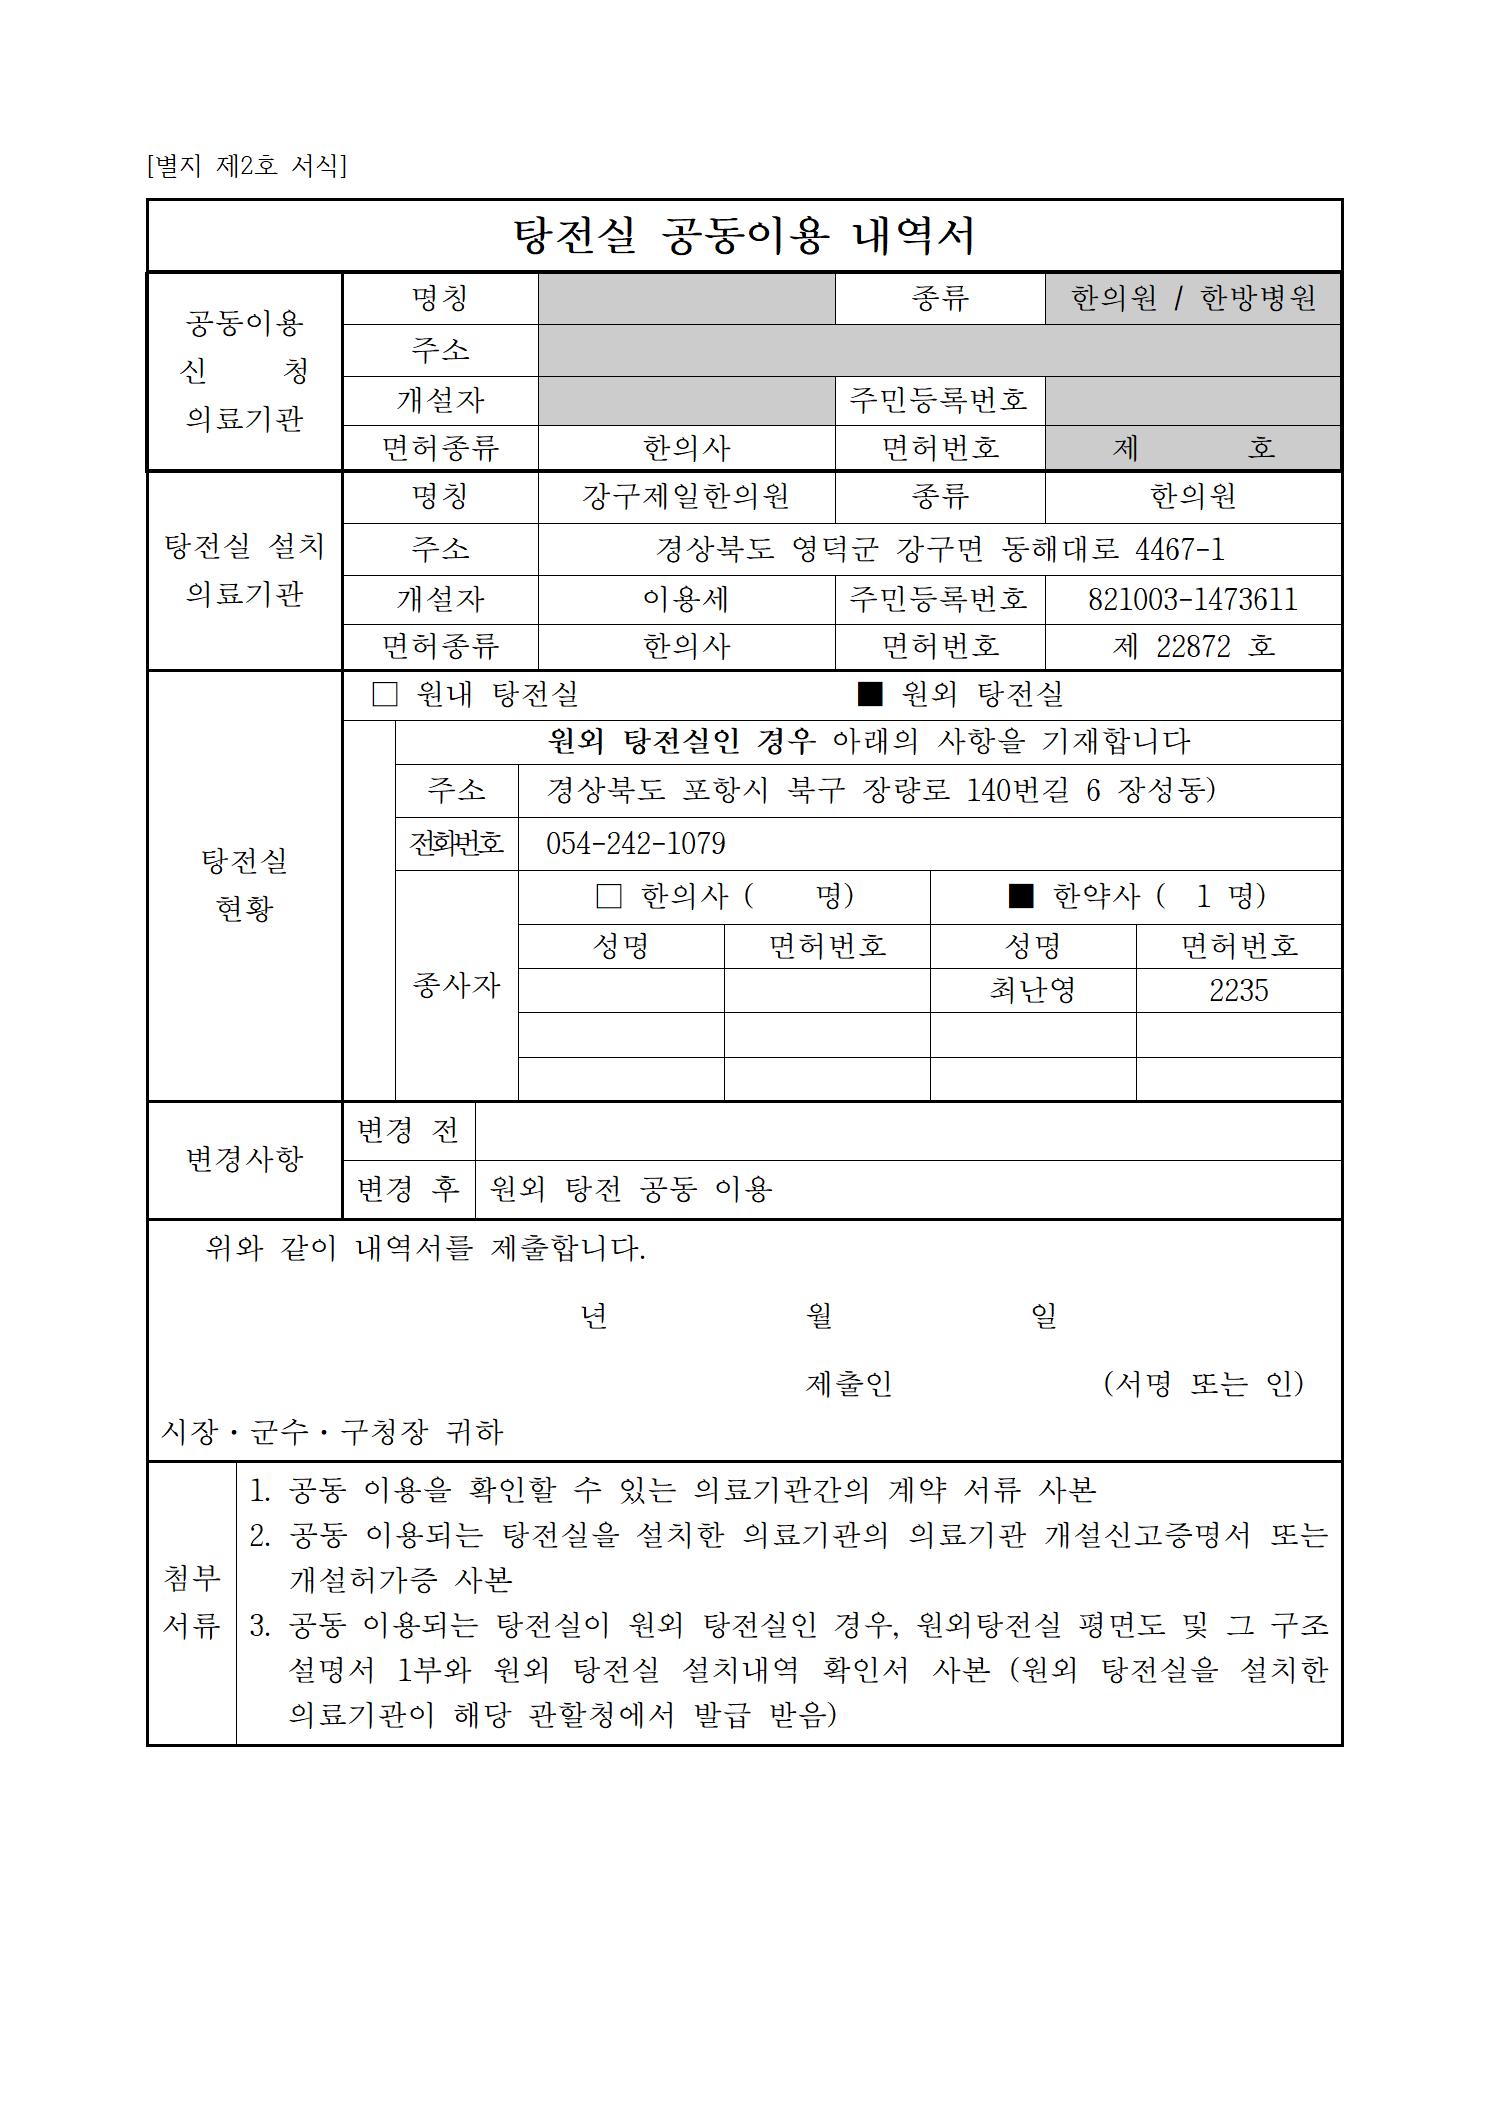 [별지 제2호 서식]
탕전실 공동이용 내역서
공동이용
신 청
의료기관
명칭 종류 한의원 / 한방병원
주소
개설자 주민등록번호
면허종류 한의사 면허번호 제 호
탕전실 설치
의료기관
명칭 강구제일한의원 종류 한의원
주소 경상북도 영덕군 강구면 동해대로 4467-1
개설자 이용세 주민등록번호 821003-1473611
면허종류 한의사 면허번호 제 22872 호
탕전실
현황
□ 원내 탕전실 ■ 원외 탕전실
원외 탕전실인 경우 아래의 사항을 기재합니다
주소 경상북도 포항시 북구 장량로 140번길 6 장성동)
전화번호 054-242-1079
종사자
□ 한의사 ( 명) ■ 한약사 ( 1 명)
성명 면허번호 성명 면허번호
최난영 2235
변경사항
변경 전
변경 후 원외 탕전 공동 이용
위와 같이 내역서를 제출합니다.
년 월 일
제출인 (서명 또는 인)
시장・군수・구청장 귀하
첨부
서류
1. 공동 이용을 확인할 수 있는 의료기관간의 계약 서류 사본
2. 공동 이용되는 탕전실을 설치한 의료기관의 의료기관 개설신고증명서 또는
개설허가증 사본
3. 공동 이용되는 탕전실이 원외 탕전실인 경우, 원외탕전실 평면도 및 그 구조
설명서 1부와 원외 탕전실 설치내역 확인서 사본 (원외 탕전실을 설치한
의료기관이 해당 관할청에서 발급 받음)